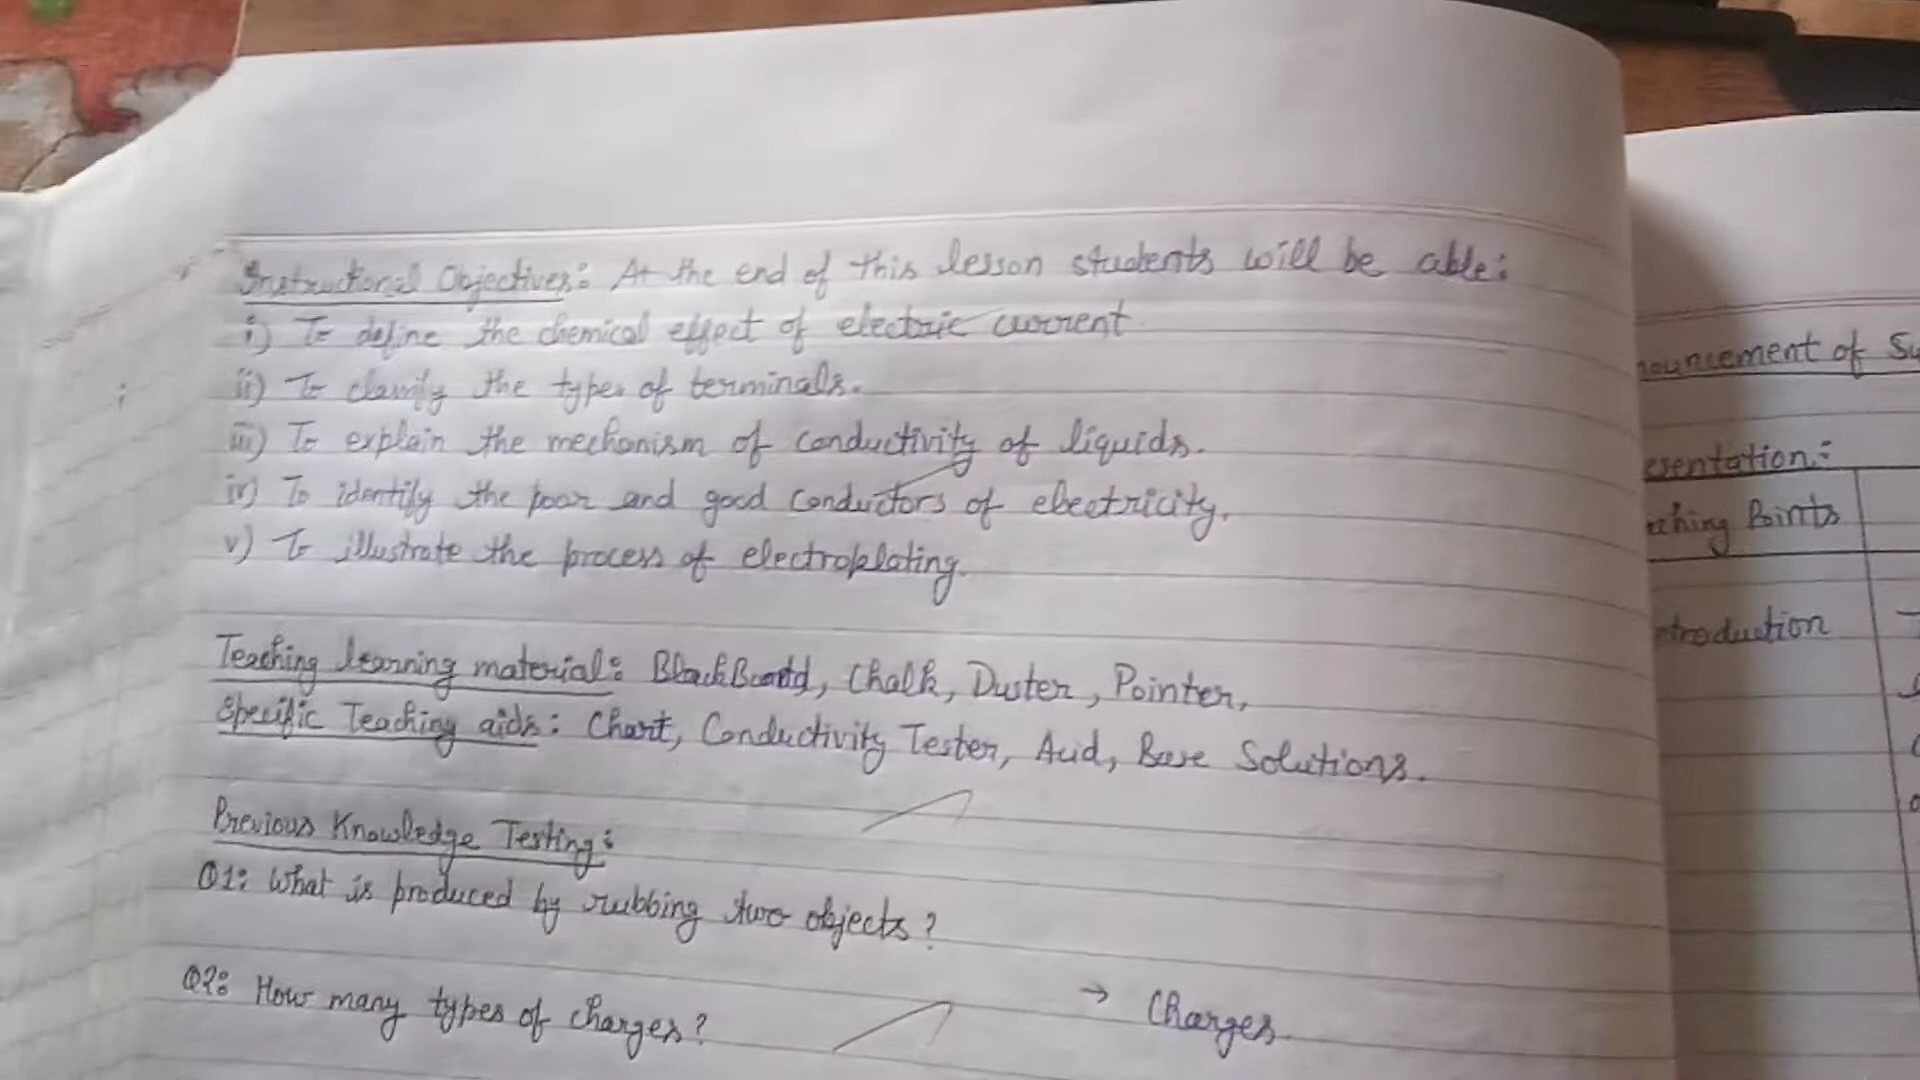 Instructional Objectives: At the end of this lesson students will be able:
i) To define the chemical effect of electric current
ii) To clarify the types of terminals.
iii) To explain the mechanism of conductivity of liquids.
iv) To identify the poor and good conductors of electricity.
v) To illustrate the process of electroplating.
Teaching learning material: BlackBoard, Chalk, Duster, Pointer,
Specific Teaching aids: Chart, Conductivity Tester, Acid, Base Solutions.
Previous Knowledge Testing:
Q1: What is produced by rubbing two objects?
→ Charges
Q2: How many types of charges?
nouncement of Su
esentation:
ching Points
ntroduction